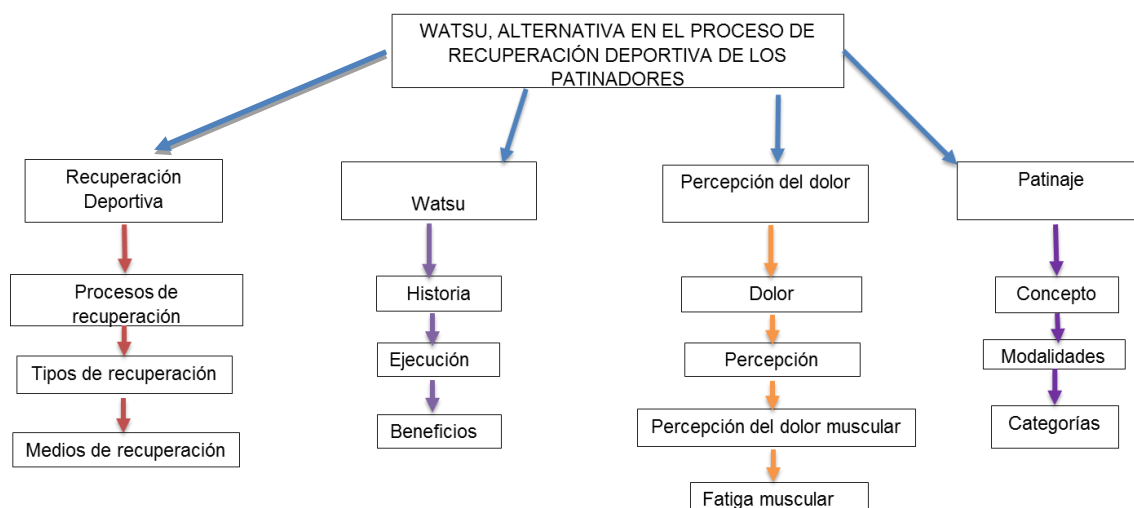 WATSU, ALTERNATIVA EN EL PROCESO DE
RECUPERACIÓN DEPORTIVA DE LOS
PATINADORES
Recuperación
Deportiva
Watsu
Percepción del dolor
Patinaje
Procesos de
recuperación
Historia
Dolor
Concepto
Tipos de recuperación
Ejecución
Percepción
Modalidades
Medios de recuperación
Beneficios
Percepción del dolor muscular
Categorías
Fatiga muscular